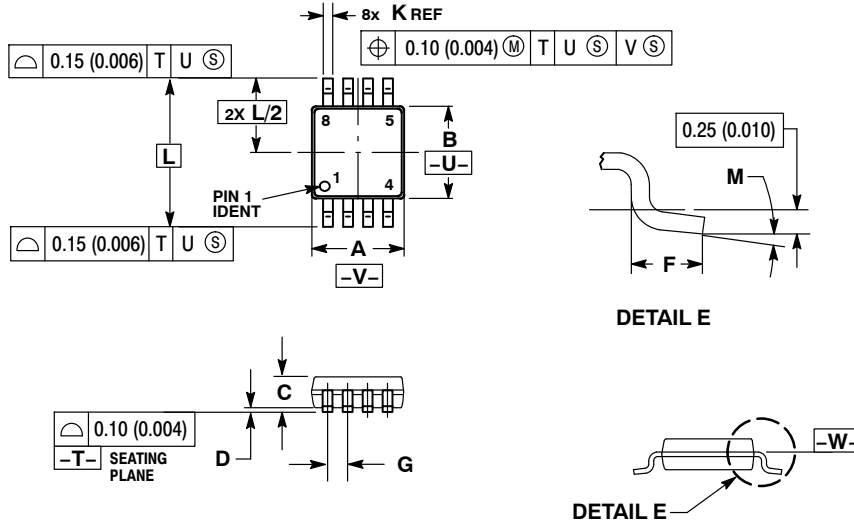 8x K REF
⌖ 0.10 (0.004) Ⓜ T U Ⓢ V Ⓢ
⌓ 0.15 (0.006) T U Ⓢ
2X L/2
8 5
B
–U–
L
PIN 1
IDENT
1
4
⌓ 0.15 (0.006) T U Ⓢ
A
–V–
0.25 (0.010)
M
F
DETAIL E
C
⌓ 0.10 (0.004)
–T– SEATING
PLANE
D
G
–W–
DETAIL E